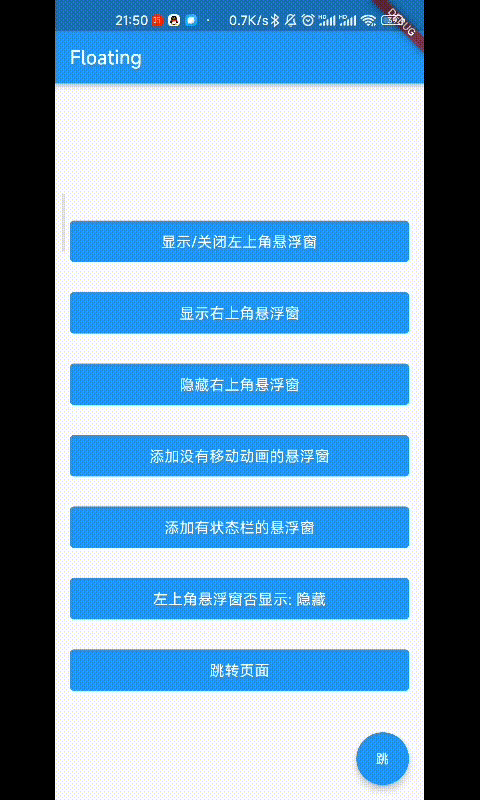 21:50 0.7K/s
DEBUG
Floating
显示/关闭左上角悬浮窗
显示右上角悬浮窗
隐藏右上角悬浮窗
添加没有移动动画的悬浮窗
添加有状态栏的悬浮窗
左上角悬浮窗否显示: 隐藏
跳转页面
跳